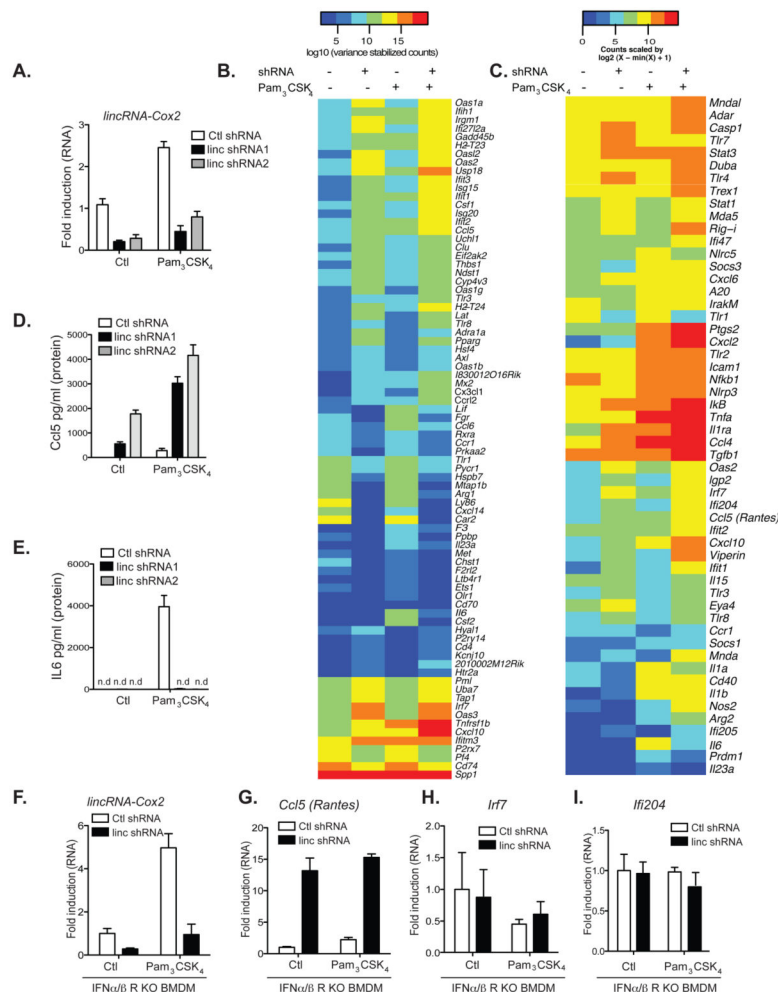 5 10 15
log10 (variance stabilized counts)
0 5 10
Counts scaled by
log2 (X − min(X) + 1)
A.
lincRNA-Cox2
Ctl shRNA
linc shRNA1
linc shRNA2
Fold induction (RNA)
3
2
1
0
Ctl
Pam3CSK4
B.
shRNA - + - +
Pam3CSK4 - - + +
Oas1a
Ifih1
Irgm1
Ifi27l2a
Gadd45b
H2-T23
Oasl2
Oas2
Usp18
Ifit3
Isg15
Ifit1
Csf1
Isg20
Ifit2
Ccl5
Uchl1
Clu
Eif2ak2
Thbs1
Ndst1
Cyp4v3
Oas1g
Tlr3
H2-T24
Lat
Tlr8
Adra1a
Pparg
Hsf4
Axl
Oas1b
I830012O16Rik
Mx2
Cx3cl1
Ccrl2
Lif
Fgr
Ccl6
Rxra
Ccr1
Prkaa2
Tlr1
Pycr1
Hspb7
Mtap1b
Arg1
Ly86
Cxcl14
Car2
F3
Ppbp
Il23a
Met
Chst1
F2rl2
Ltb4r1
Ets1
Olr1
Cd70
Il6
Csf2
Hyal1
P2ry14
Cd4
Kcnj10
2010002M12Rik
Htr2a
Pml
Uba7
Tap1
Irf7
Oas3
Tnfrsf1b
Cxcl10
Ifitm3
P2rx7
Pf4
Cd74
Spp1
C.
shRNA - + - +
Pam3CSK4 - - + +
Mndal
Adar
Casp1
Tlr7
Stat3
Duba
Tlr4
Trex1
Stat1
Mda5
Rig-i
Ifi47
Nlrc5
Socs3
Cxcl6
A20
IrakM
Tlr1
Ptgs2
Cxcl2
Tlr2
Icam1
Nfkb1
Nlrp3
IkB
Tnfa
Il1ra
Ccl4
Tgfb1
Oas2
Igp2
Irf7
Ifi204
Ccl5 (Rantes)
Ifit2
Cxcl10
Viperin
Ifit1
Il15
Tlr3
Eya4
Tlr8
Ccr1
Socs1
Mnda
Il1a
Cd40
Il1b
Nos2
Arg2
Ifi205
Il6
Prdm1
Il23a
D.
Ctl shRNA
linc shRNA1
linc shRNA2
Ccl5 pg/ml (protein)
5000
4000
3000
2000
1000
0
Ctl
Pam3CSK4
E.
Ctl shRNA
linc shRNA1
linc shRNA2
IL6 pg/ml (protein)
6000
4000
2000
0
n.d n.d n.d
n.d n.d
Ctl
Pam3CSK4
F.
lincRNA-Cox2
Ctl shRNA
linc shRNA
Fold induction (RNA)
6
4
2
0
Ctl
Pam3CSK4
IFNα/β R KO BMDM
G.
Ccl5 (Rantes)
Ctl shRNA
linc shRNA
Fold induction (RNA)
20
15
10
5
0
Ctl
Pam3CSK4
IFNα/β R KO BMDM
H.
Irf7
Ctl shRNA
linc shRNA
Fold induction (RNA)
2.0
1.5
1.0
0.5
0.0
Ctl
Pam3CSK4
IFNα/β R KO BMDM
I.
Ifi204
Ctl shRNA
linc shRNA
Fold induction (RNA)
1.5
1.0
0.5
0.0
Ctl
Pam3CSK4
IFNα/β R KO BMDM